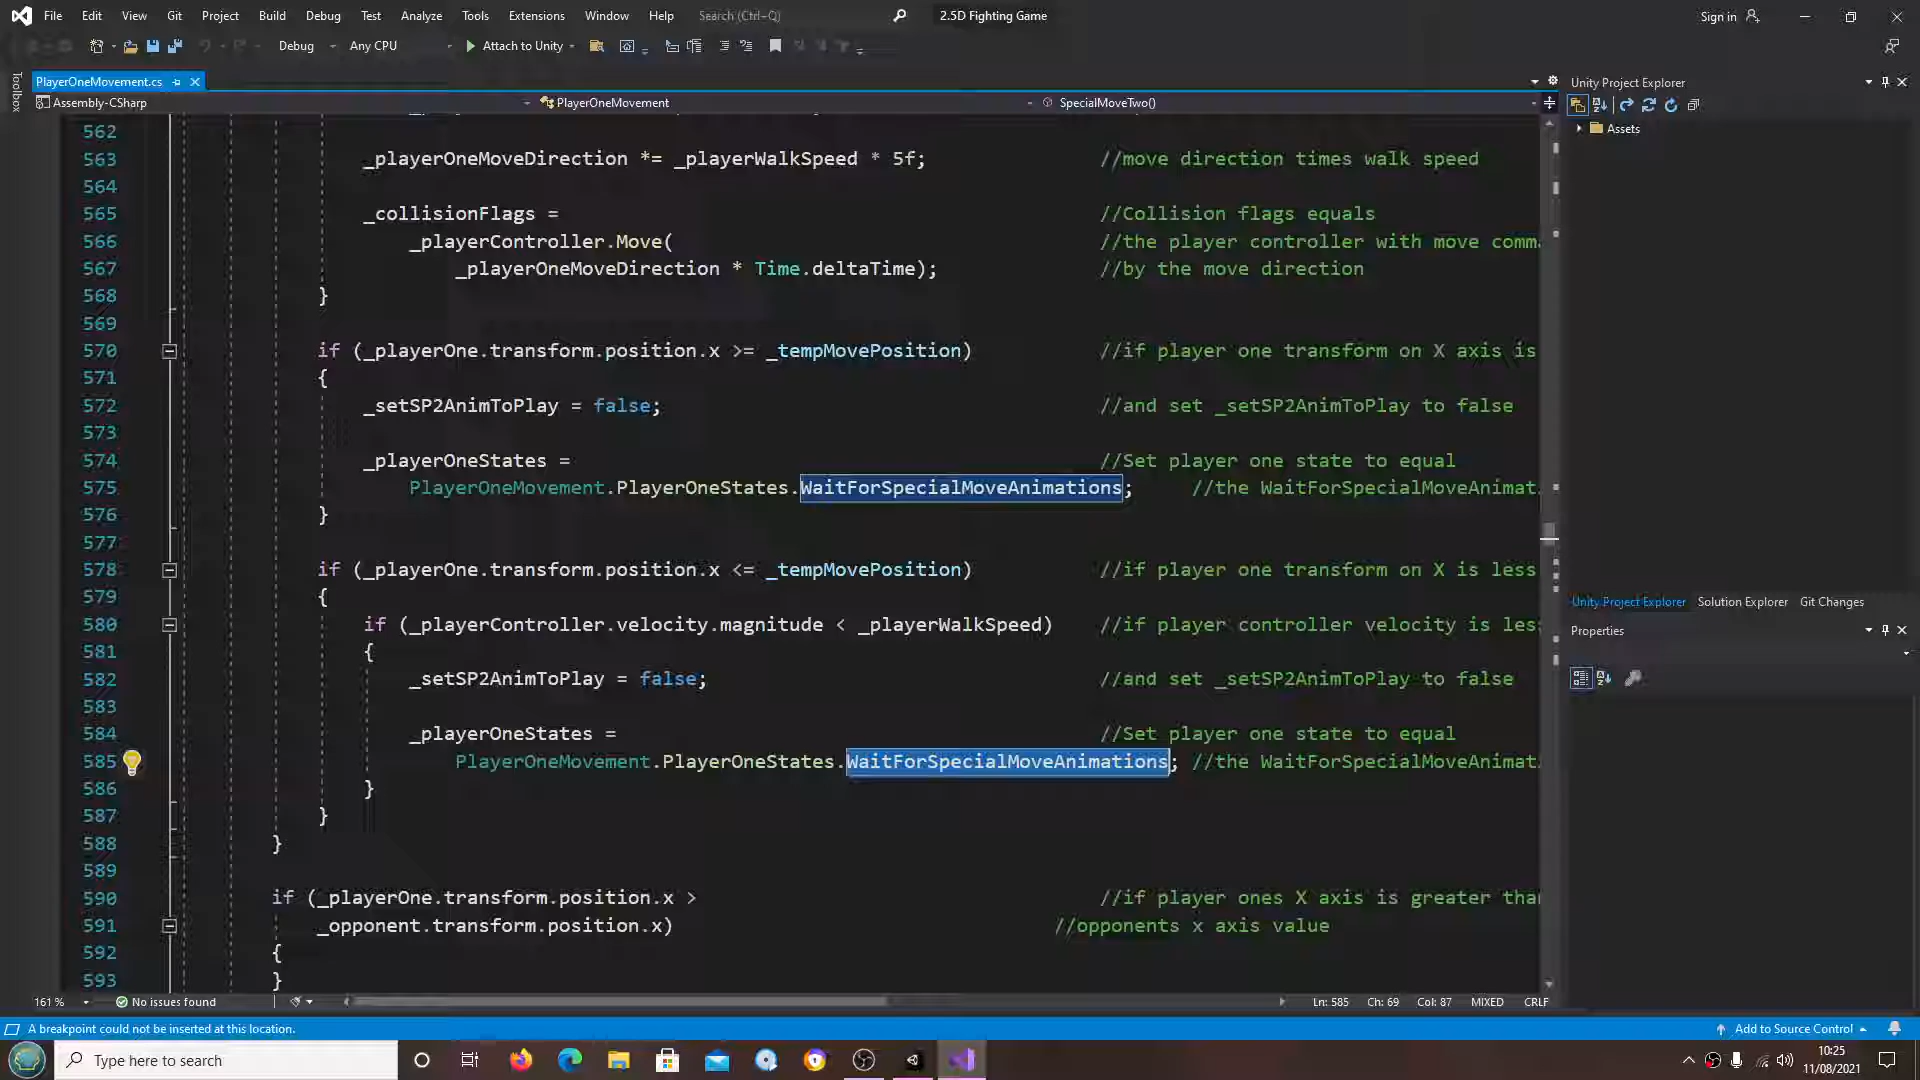 File Edit View Git Project Build Debug Test Analyze Tools Extensions Window Help Search (Ctrl+Q) 2.5D Fighting Game Sign in
Debug Any CPU Attach to Unity
Toolbox
PlayerOneMovement.cs
Assembly-CSharp PlayerOneMovement SpecialMoveTwo()
562
563 _playerOneMoveDirection *= _playerWalkSpeed * 5f; //move direction times walk speed
564
565 _collisionFlags = //Collision flags equals
566 _playerController.Move( //the player controller with move comm
567 _playerOneMoveDirection * Time.deltaTime); //by the move direction
568 }
569
570 if (_playerOne.transform.position.x >= _tempMovePosition) //if player one transform on X axis is
571 {
572 _setSP2AnimToPlay = false; //and set _setSP2AnimToPlay to false
573
574 _playerOneStates = //Set player one state to equal
575 PlayerOneMovement.PlayerOneStates.WaitForSpecialMoveAnimations; //the WaitForSpecialMoveAnimat
576 }
577
578 if (_playerOne.transform.position.x <= _tempMovePosition) //if player one transform on X is less
579 {
580 if (_playerController.velocity.magnitude < _playerWalkSpeed) //if player controller velocity is les
581 {
582 _setSP2AnimToPlay = false; //and set _setSP2AnimToPlay to false
583
584 _playerOneStates = //Set player one state to equal
585 PlayerOneMovement.PlayerOneStates.WaitForSpecialMoveAnimations; //the WaitForSpecialMoveAnimat
586 }
587 }
588 }
589
590 if (_playerOne.transform.position.x > //if player ones X axis is greater than
591 _opponent.transform.position.x) //opponents x axis value
592 {
593 }
161 % No issues found Ln: 585 Ch: 69 Col: 87 MIXED CRLF
Unity Project Explorer
Assets
Unity Project Explorer Solution Explorer Git Changes
Properties
A breakpoint could not be inserted at this location. Add to Source Control
Type here to search
10:25
11/08/2021